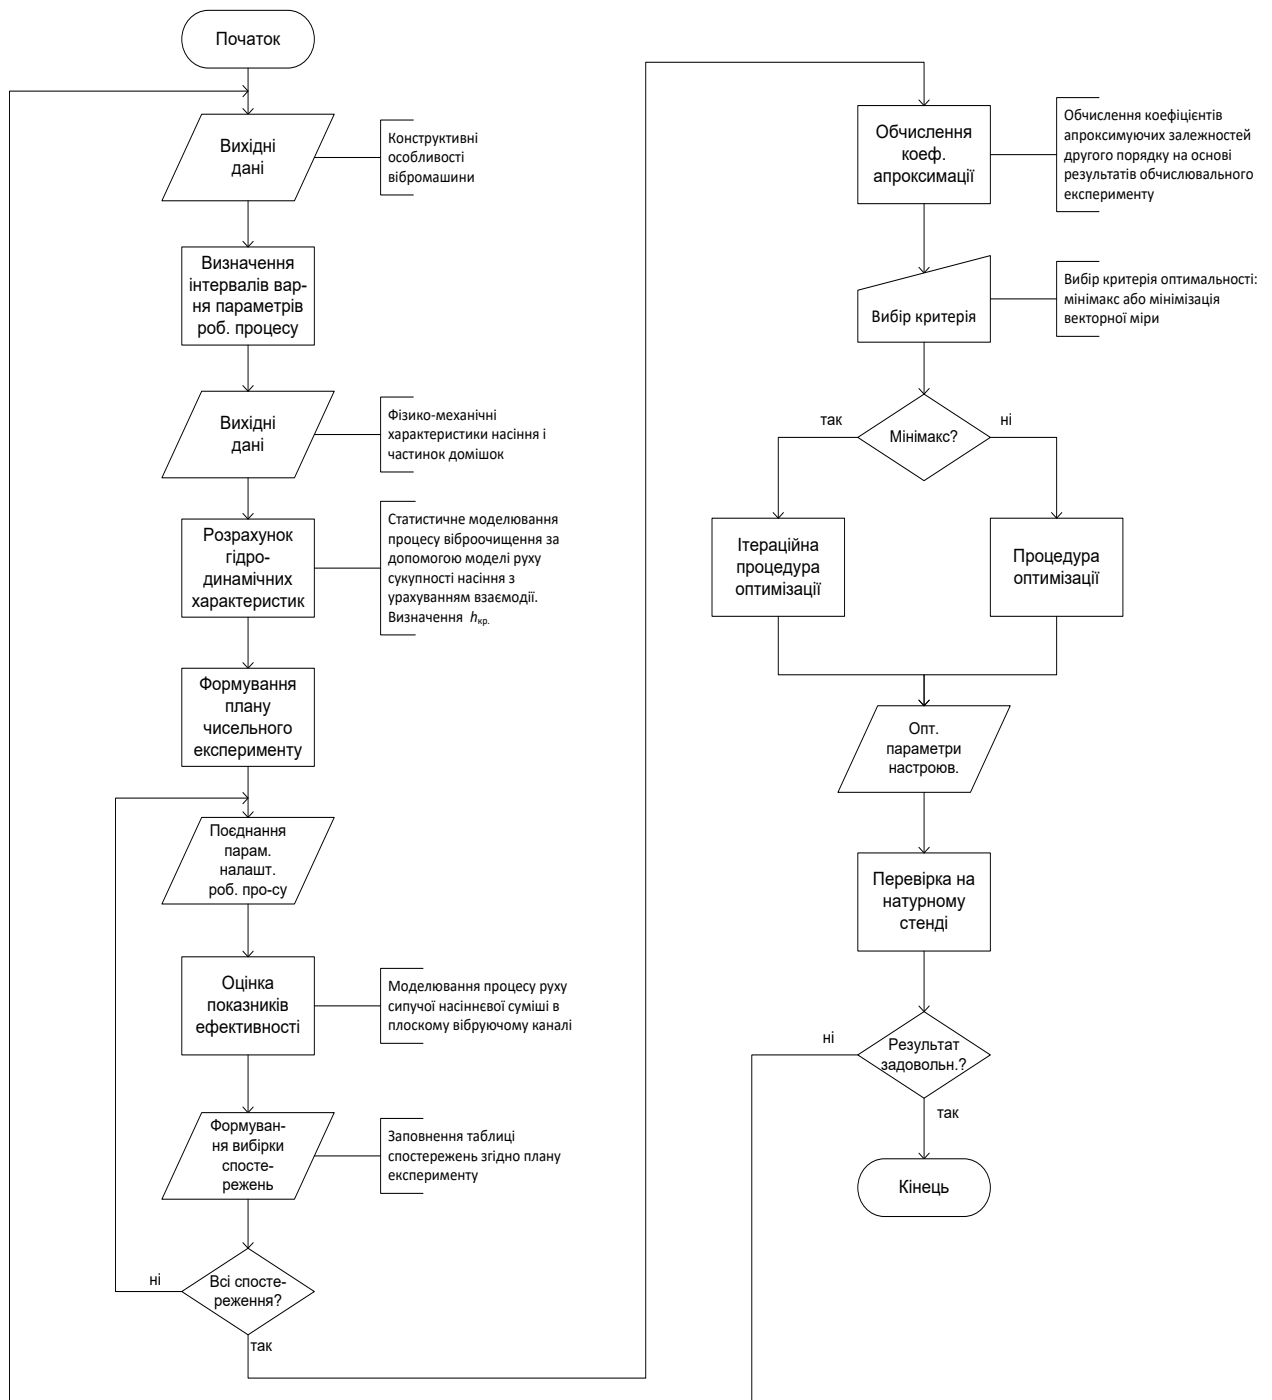 Початок
Вихідні
дані
Конструктивні
особливості
вібромашини
Визначення
інтервалів вар-
ня параметрів
роб. процесу
Вихідні
дані
Фізико-механічні
характеристики насіння і
частинок домішок
Розрахунок
гідро-
динамічних
характеристик
Статистичне моделювання
процесу віброочищення за
допомогою моделі руху
сукупності насіння з
урахуванням взаємодії.
Визначення hкр.
Формування
плану
чисельного
експерименту
Поєднання
парам.
налашт.
роб. про-су
Оцінка
показників
ефективності
Моделювання процесу руху
сипучої насіннєвої суміші в
плоскому вібруючому каналі
Формуван-
ня вибірки
спосте-
режень
Заповнення таблиці
спостережень згідно плану
експерименту
Всі спосте-
реження?
ні
так
Обчислення
коеф.
апроксимації
Обчислення коефіцієнтів
апроксимуючих залежностей
другого порядку на основі
результатів обчислювального
експерименту
Вибір критерія
Вибір критерія оптимальності:
мінімакс або мінімізація
векторної міри
так
Мінімакс?
ні
Ітераційна
процедура
оптимізації
Процедура
оптимізації
Опт.
параметри
настроюв.
Перевірка на
натурному
стенді
ні
Результат
задовольн.?
так
Кінець